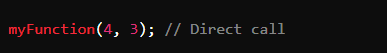 myFunction(4, 3); // Direct call